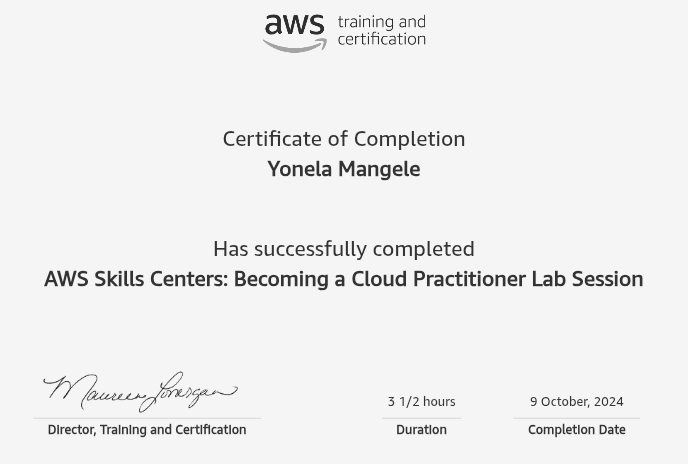 aws training and
certification
Certificate of Completion
Yonela Mangele
Has successfully completed
AWS Skills Centers: Becoming a Cloud Practitioner Lab Session
Maureen Lonergan
3 1/2 hours
9 October, 2024
Director, Training and Certification
Duration
Completion Date